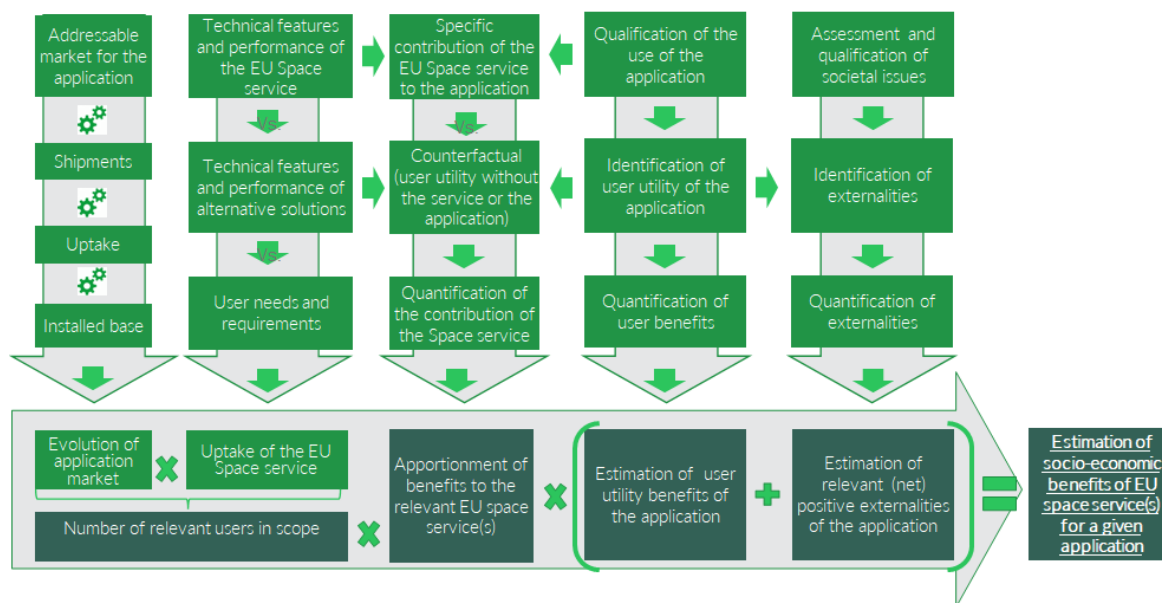 Addressable
market for the
application
Technical features
and performance of
the EU Space
service
Specific
contribution of the
EU Space service
to the application
Qualification of the
use of the
application
Assessment and
qualification of
societal issues
Vs.
Vs.
Shipments
Technical features
and performance of
alternative solutions
Counterfactual
(user utility without
the service or the
application)
Identification of
user utility of the
application
Identification of
externalities
Uptake
Vs.
Installed base
User needs and
requirements
Quantification of
the contribution of
the Space service
Quantification of
user benefits
Quantification of
externalities
Evolution of
application
market
Uptake of the EU
Space service
Number of relevant users in scope
Apportionment of
benefits to the
relevant EU space
service(s)
Estimation of user
utility benefits of
the application
Estimation of
relevant (net)
positive externalities
of the application
Estimation of
socio-economic
benefits of EU
space service(s)
for a given
application